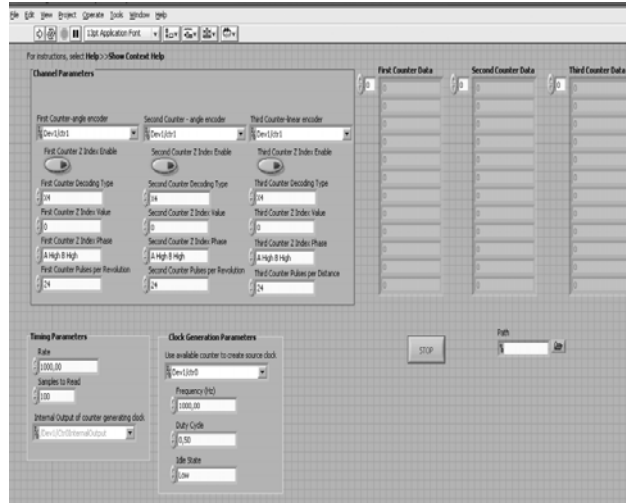 File Edit View Project Operate Tools Window Help
13pt Application Font
For instructions, select Help>>Show Context Help
Channel Parameters
First Counter Data
Second Counter Data
Third Counter Data
0
0
0
First Counter-angle encoder
Second Counter - angle encoder
Third Counter-linear encoder
Dev1/ctr1
Dev1/ctr1
Dev1/ctr1
First Counter Z Index Enable
Second Counter Z Index Enable
Third Counter Z Index Enable
First Counter Decoding Type
Second Counter Decoding Type
Third Counter Decoding Type
X4
X4
X4
First Counter Z Index Value
Second Counter Z Index Value
Third Counter Z Index Value
0
0
0
First Counter Z Index Phase
Second Counter Z Index Phase
Third Counter Z Index Phase
A High B High
A High B High
A High B High
First Counter Pulses per Revolution
Second Counter Pulses per Revolution
Third Counter Pulses per Distance
24
24
24
Timing Parameters
Rate
1000,00
Samples to Read
100
Internal Output of counter generating clock
/Dev1/Ctr0InternalOutput
Clock Generation Parameters
Use available counter to create source clock
Dev1/ctr0
Frequency (Hz)
1000,00
Duty Cycle
0,50
Idle State
Low
STOP
Path